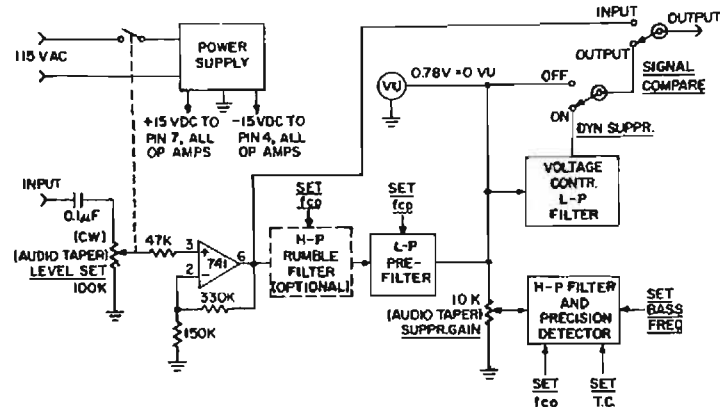 INPUT
OUTPUT
115 VAC
POWER
SUPPLY
OUTPUT
SIGNAL
COMPARE
VU
0.78V = 0 VU
OFF
ON
DYN SUPPR.
+15 VDC TO
PIN 7, ALL
OP AMPS
-15 VDC TO
PIN 4, ALL
OP AMPS
VOLTAGE
CONTR.
L-P
FILTER
INPUT
0.1µF
(CW)
(AUDIO TAPER)
LEVEL SET
100K
47K
3
+
741
6
2
-
330K
150K
SET
fco
H-P
RUMBLE
FILTER
(OPTIONAL)
SET
fco
L-P
PRE-
FILTER
10 K
(AUDIO TAPER)
SUPPR.GAIN
H-P FILTER
AND
PRECISION
DETECTOR
SET
BASS
FREQ
SET
fco
SET
T.C.